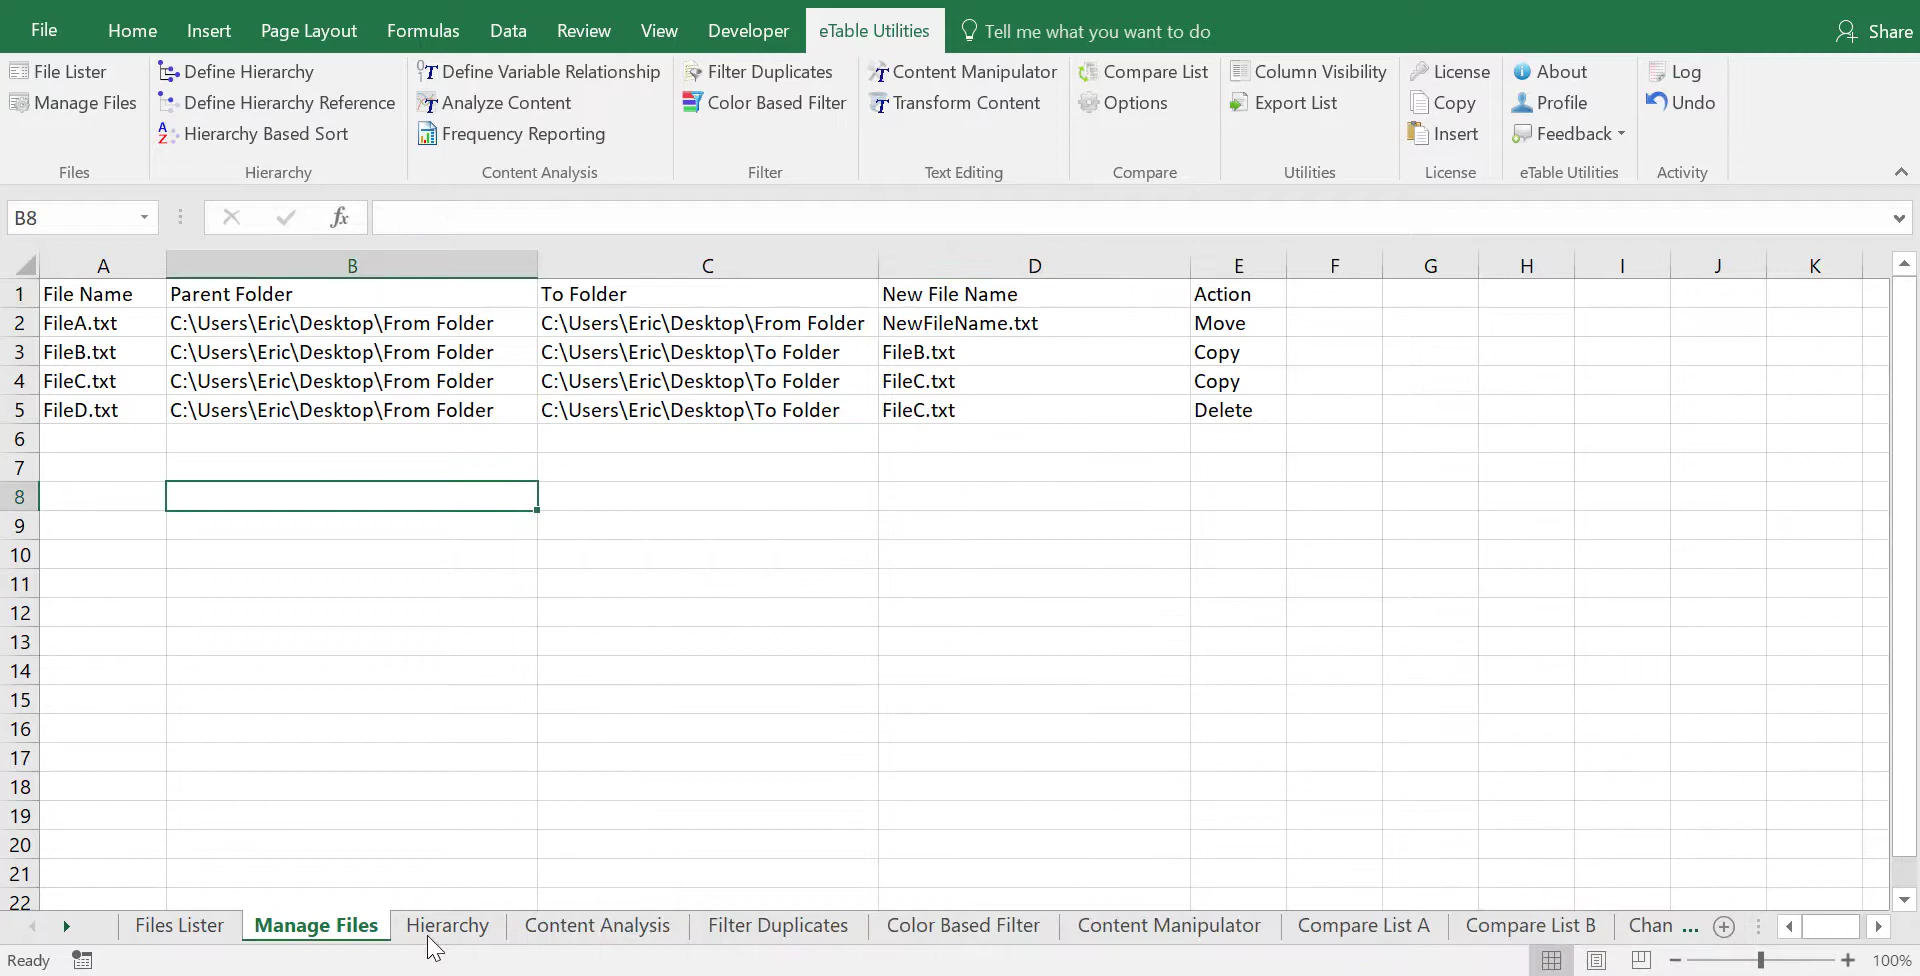 File Home Insert Page Layout Formulas Data Review View Developer eTable Utilities Tell me what you want to do Share
File Lister Define Hierarchy Define Variable Relationship Filter Duplicates Content Manipulator Compare List Column Visibility License About Log
Manage Files Define Hierarchy Reference Analyze Content Color Based Filter Transform Content Options Export List Copy Profile Undo
Hierarchy Based Sort Frequency Reporting Insert Feedback
Files Hierarchy Content Analysis Filter Text Editing Compare Utilities License eTable Utilities Activity
B8 fx
A B C D E F G H I J K
1 File Name Parent Folder To Folder New File Name Action
2 FileA.txt C:\Users\Eric\Desktop\From Folder C:\Users\Eric\Desktop\From Folder NewFileName.txt Move
3 FileB.txt C:\Users\Eric\Desktop\From Folder C:\Users\Eric\Desktop\To Folder FileB.txt Copy
4 FileC.txt C:\Users\Eric\Desktop\From Folder C:\Users\Eric\Desktop\To Folder FileC.txt Copy
5 FileD.txt C:\Users\Eric\Desktop\From Folder C:\Users\Eric\Desktop\To Folder FileC.txt Delete
6
7
8
9
10
11
12
13
14
15
16
17
18
19
20
21
22
Files Lister Manage Files Hierarchy Content Analysis Filter Duplicates Color Based Filter Content Manipulator Compare List A Compare List B Chan ...
Ready 100%